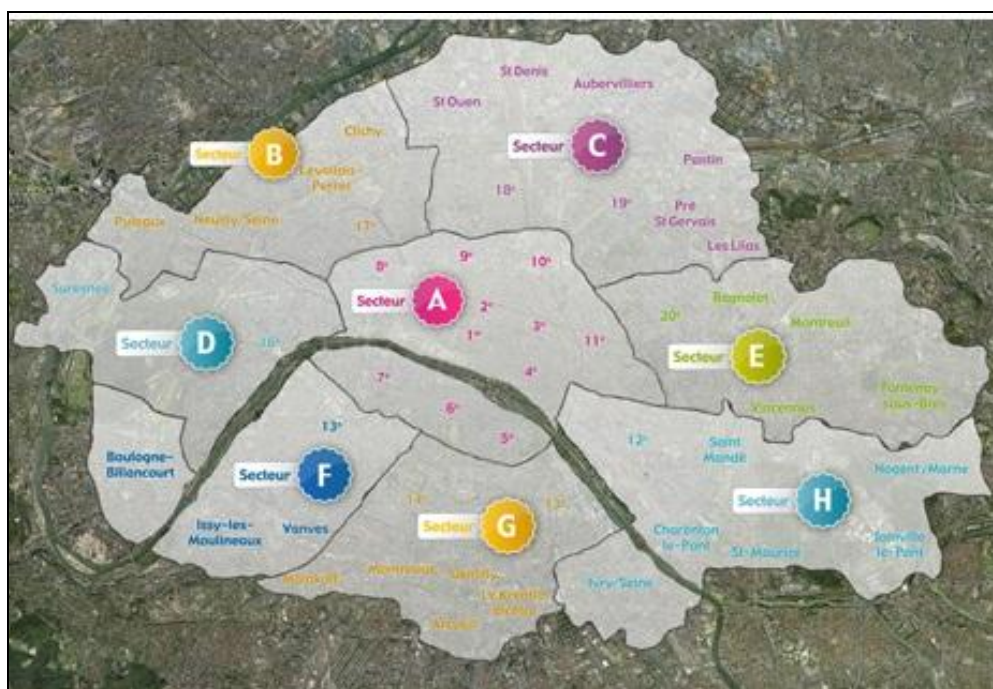 St Denis
Aubervilliers
St Ouen
Clichy
Secteur B
Secteur C
Levallois-
Perret
Pantin
18e
19e
Pré
St Gervais
Puteaux
Neuilly/Seine
17e
Les Lilas
8e
9e
10e
Suresnes
Secteur A
2e
Bagnolet
20e
Montreuil
3e
1er
11e
Secteur D
16e
Secteur E
7e
4e
Fontenay-
sous-Bois
6e
Vincennes
13e
5e
12e
Saint
Mandé
Boulogne-
Billancourt
Nogent/Marne
Secteur F
Secteur H
14e
13e
Issy-les-
Moulineaux
Vanves
Secteur G
Charenton
le-Pont
St-Maurice
Joinville
le-Pont
Malakoff
Montrouge
Gentilly
Ivry/Seine
Arcueil